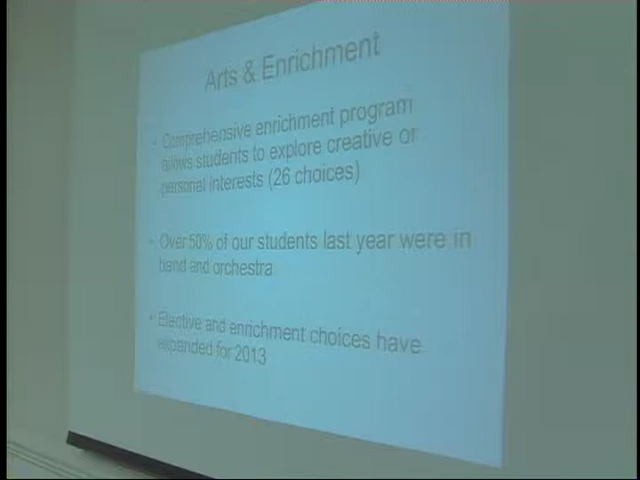 Arts & Enrichment
• Comprehensive enrichment program
allows students to explore creative or
personal interests (26 choices)
• Over 50% of our students last year were in
band and orchestra
• Elective and enrichment choices have
expanded for 2013